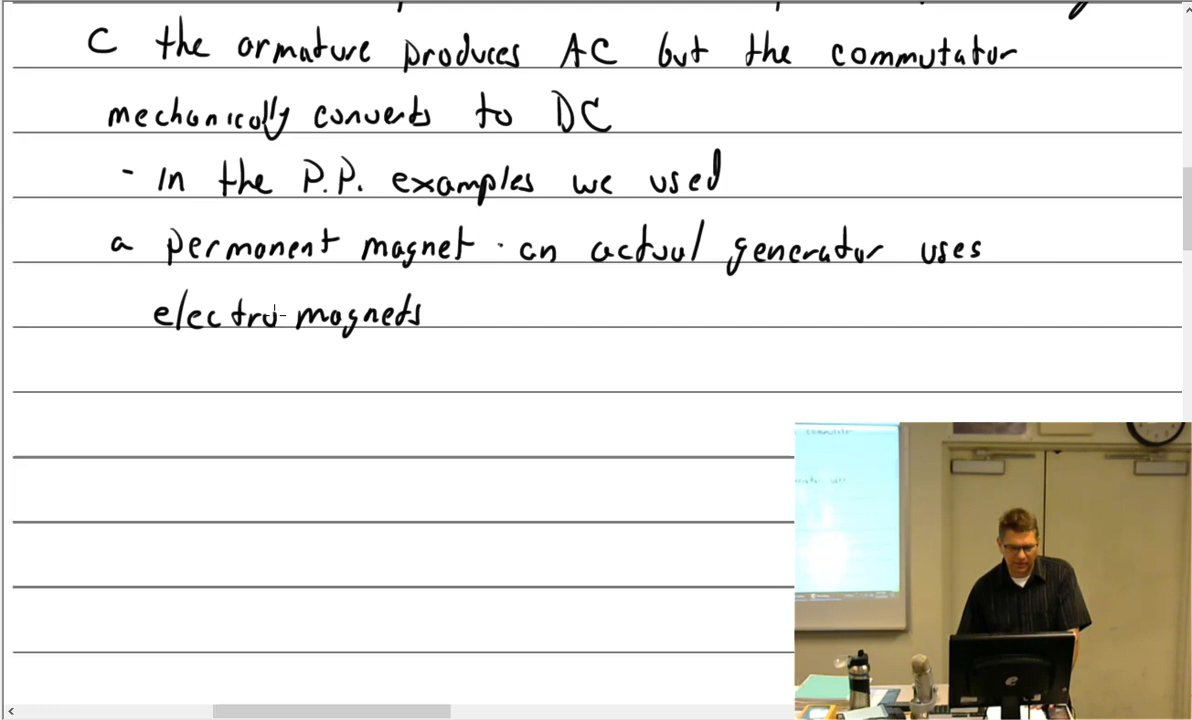 C the armature produces AC but the commutator
mechanically converts to DC
- In the P.P. examples we used
a permanent magnet. an actual generator uses
electro-magnets